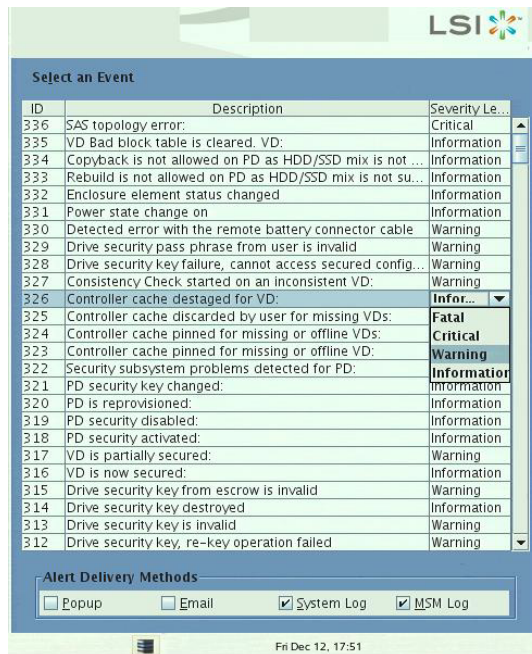 LSI
Select an Event
ID Description Severity Le...
336 SAS topology error: Critical
335 VD Bad block table is cleared. VD: Information
334 Copyback is not allowed on PD as HDD/SSD mix is not ... Information
333 Rebuild is not allowed on PD as HDD/SSD mix is not su... Information
332 Enclosure element status changed Information
331 Power state change on Information
330 Detected error with the remote battery connector cable Warning
329 Drive security pass phrase from user is invalid Warning
328 Drive security key failure, cannot access secured config... Warning
327 Consistency Check started on an inconsistent VD: Warning
326 Controller cache destaged for VD: Infor...
325 Controller cache discarded by user for missing VDs: Fatal
324 Controller cache pinned for missing or offline VDs: Critical
323 Controller cache pinned for missing or offline VD: Warning
322 Security subsystem problems detected for PD: Information
321 PD security key changed: Information
320 PD is reprovisioned: Information
319 PD security disabled: Information
318 PD security activated: Information
317 VD is partially secured: Warning
316 VD is now secured: Information
315 Drive security key from escrow is invalid Warning
314 Drive security key destroyed Information
313 Drive security key is invalid Warning
312 Drive security key, re-key operation failed Warning
Alert Delivery Methods
Popup Email System Log MSM Log
Fri Dec 12, 17:51